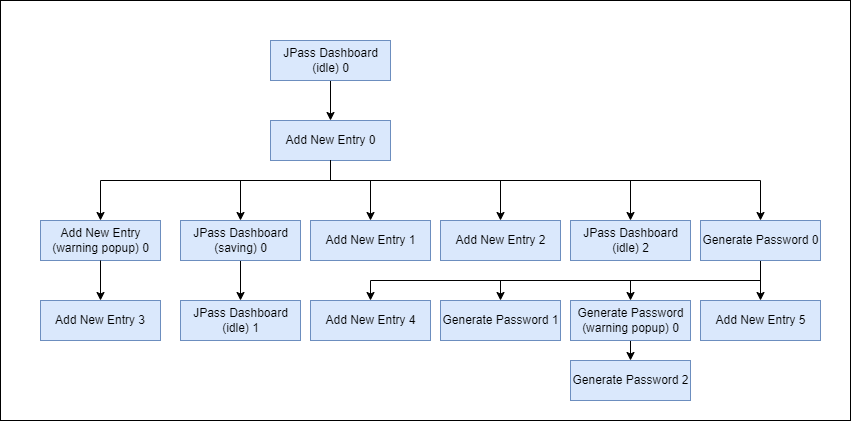 JPass Dashboard
(idle) 0
Add New Entry 0
Add New Entry
(warning popup) 0
JPass Dashboard
(saving) 0
Add New Entry 1
Add New Entry 2
JPass Dashboard
(idle) 2
Generate Password 0
Add New Entry 3
JPass Dashboard
(idle) 1
Add New Entry 4
Generate Password 1
Generate Password
(warning popup) 0
Add New Entry 5
Generate Password 2